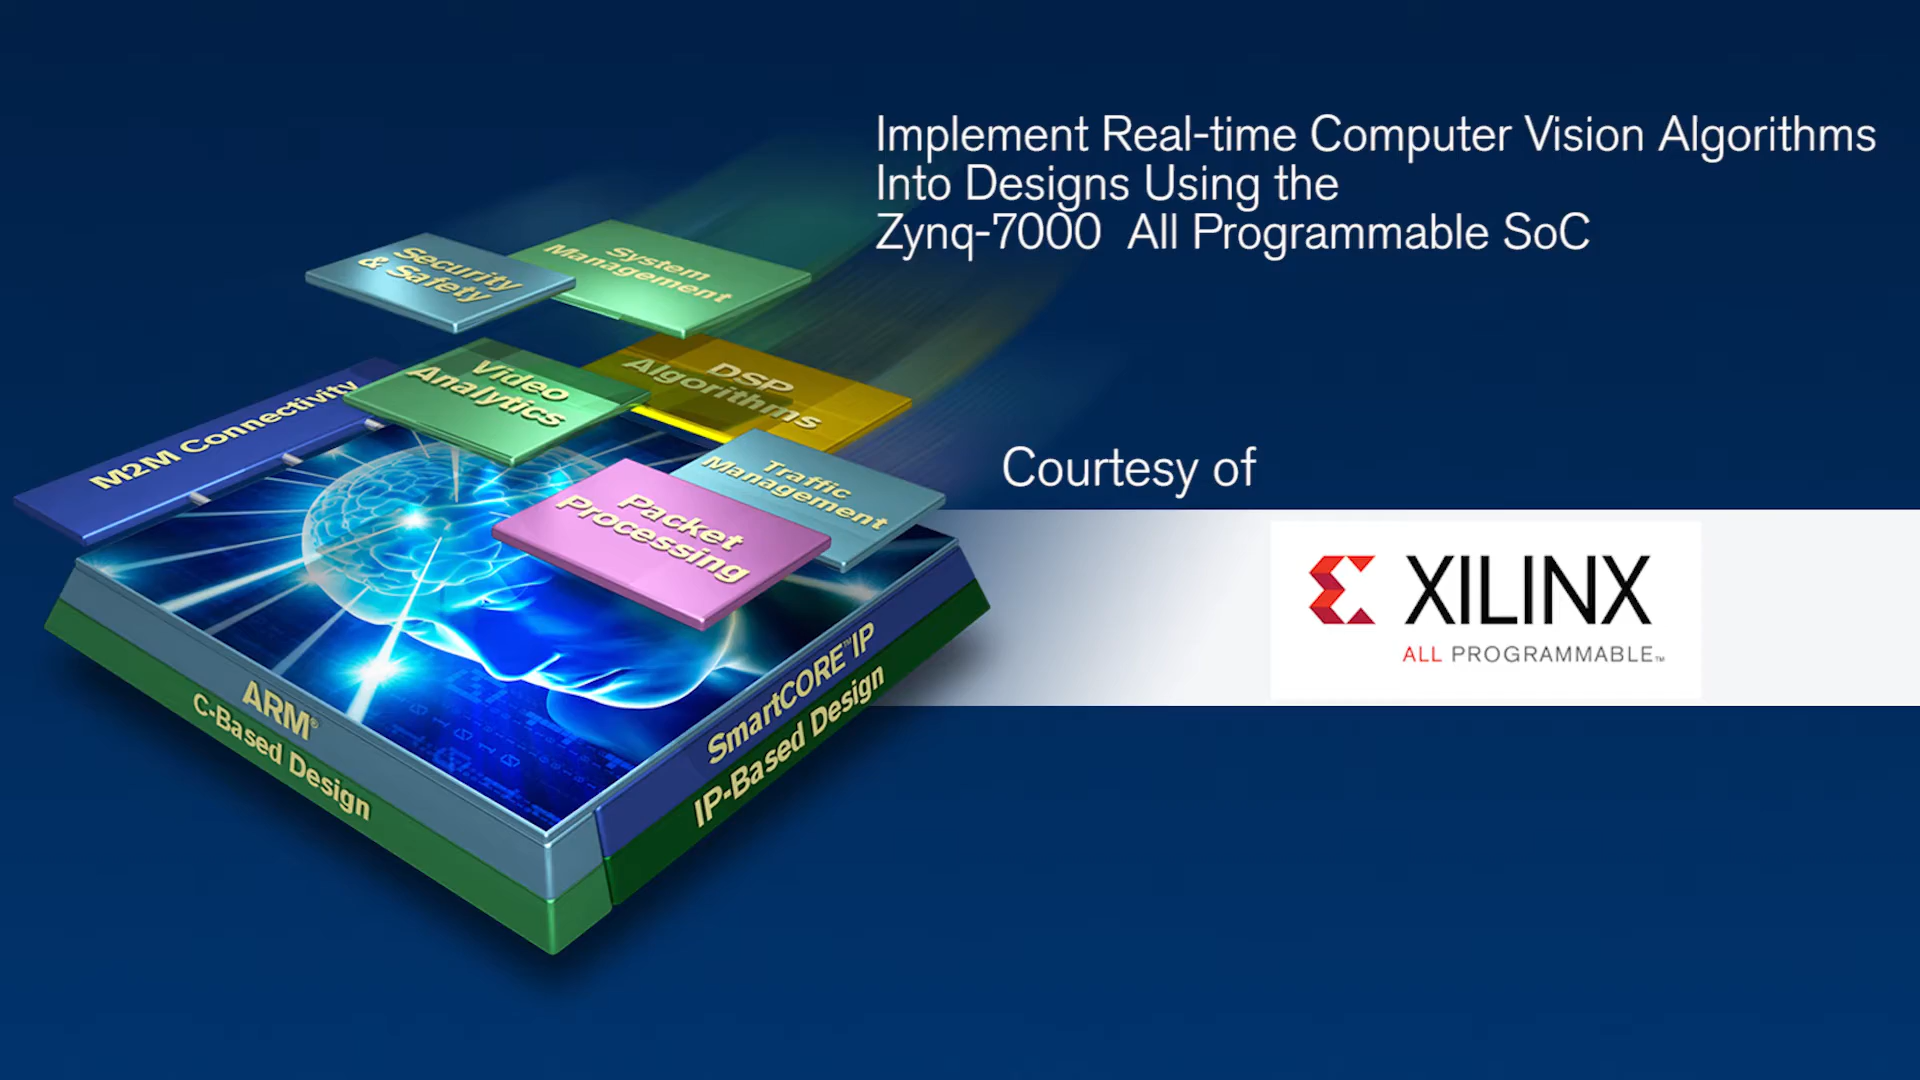 Implement Real-time Computer Vision Algorithms
Into Designs Using the
Zynq-7000 All Programmable SoC
Security
& Safety
System
Management
Video
Analytics
DSP
Algorithms
M2M Connectivity
Traffic
Management
Packet
Processing
Courtesy of
XILINX
ALL PROGRAMMABLE™
ARM®
C-Based Design
SmartCORE™ IP
IP-Based Design